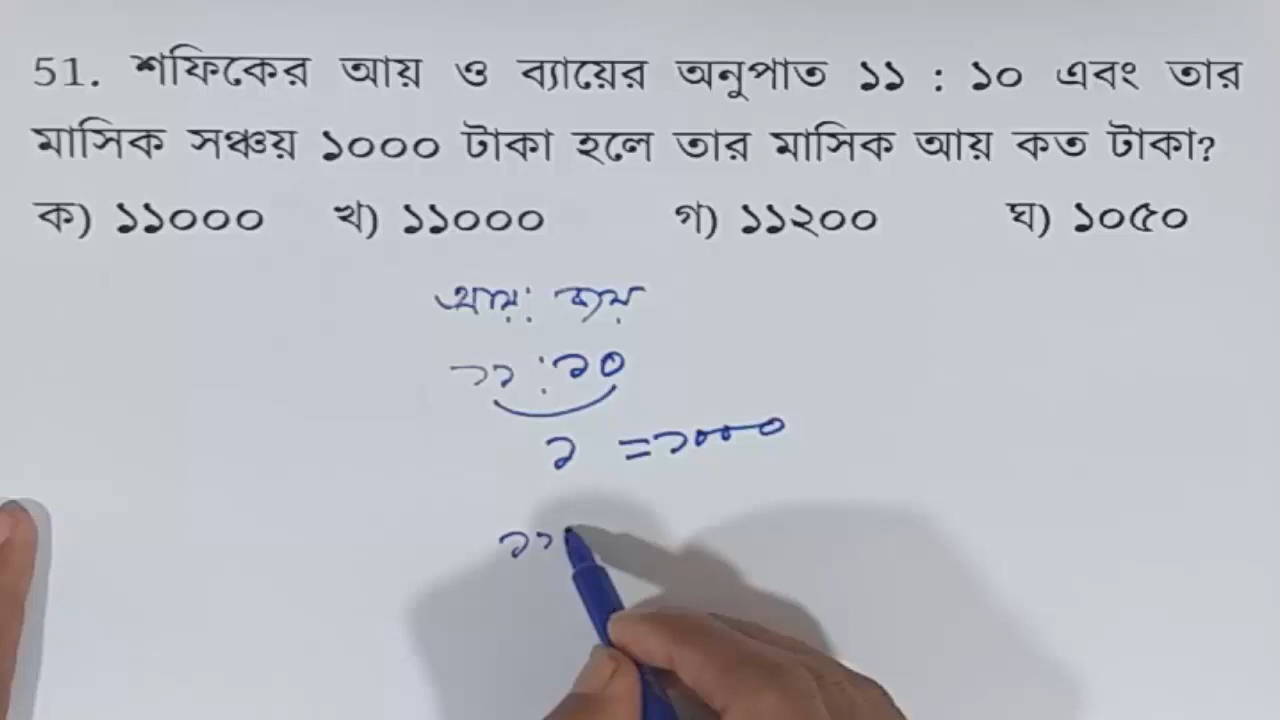 51. শফিকের আয় ও ব্যায়ের অনুপাত ১১ : ১০ এবং তার
মাসিক সঞ্চয় ১০০০ টাকা হলে তার মাসিক আয় কত টাকা?
ক) ১১০০০ খ) ১১০০০ গ) ১১২০০ ঘ) ১০৫০
আয়: ব্যয়
১১ : ১০
১ = ১০০০
১১